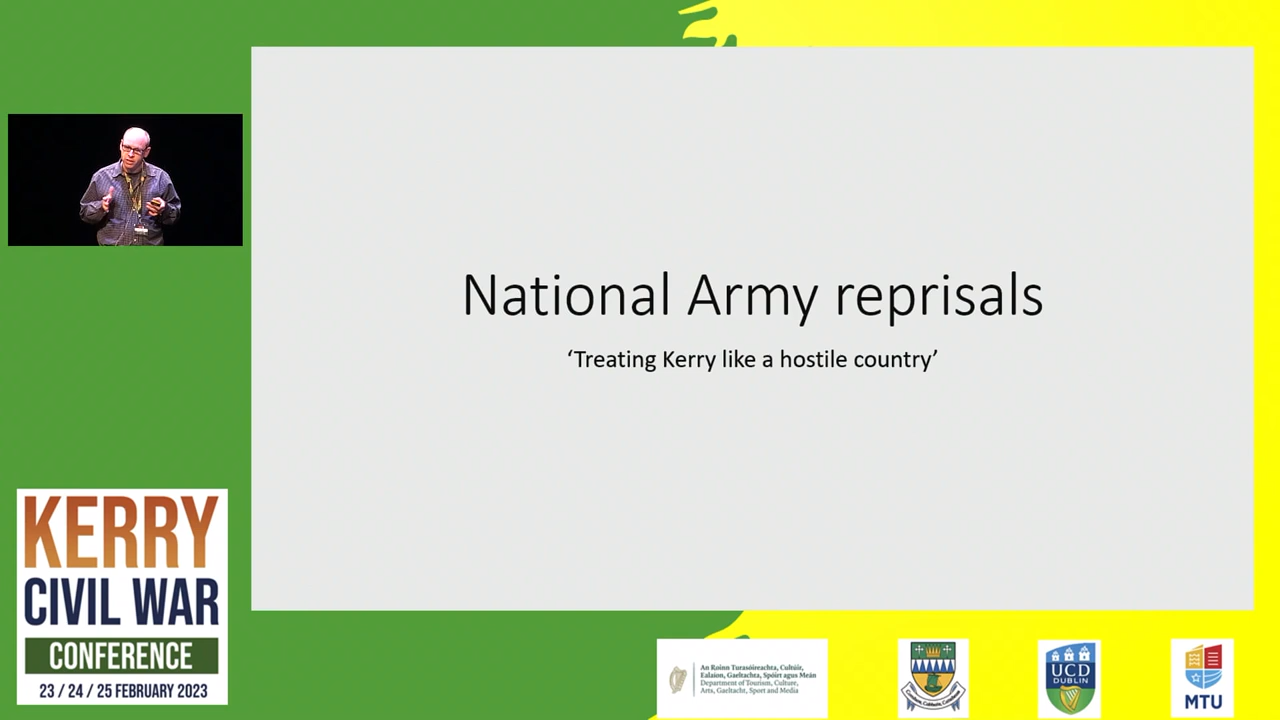 National Army reprisals
‘Treating Kerry like a hostile country’
KERRY
CIVIL WAR
CONFERENCE
23 / 24 / 25 FEBRUARY 2023
An Roinn Turasóireachta, Cultúir,
Ealaíon, Gaeltachta, Spóirt agus Meán
Department of Tourism, Culture,
Arts, Gaeltacht, Sport and Media
UCD
DUBLIN
MTU